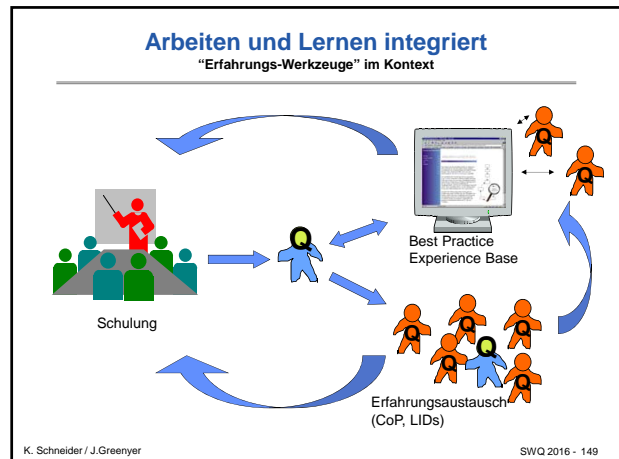 Arbeiten und Lernen integriert
“Erfahrungs-Werkzeuge” im Kontext
Q
Q
Q
Best Practice
Experience Base
Schulung
Q
Q
Q
Q
Q
Q
Erfahrungsaustausch
(CoP, LIDs)
K. Schneider / J.Greenyer
SWQ 2016 - 149